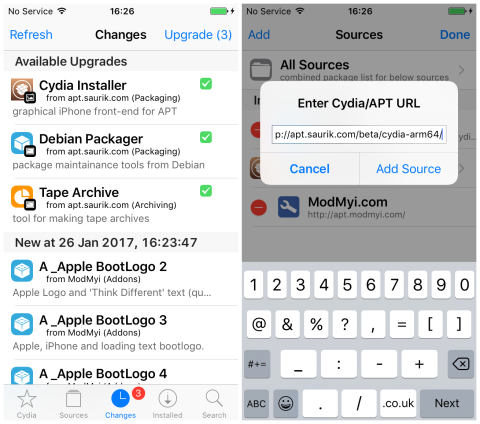 No Service 16:26
Refresh Changes Upgrade (3)
Available Upgrades
Cydia Installer
from apt.saurik.com (Packaging)
graphical iPhone front-end for APT
Debian Packager
from apt.saurik.com (Packaging)
package maintainance tools from Debian
Tape Archive
from apt.saurik.com (Archiving)
tool for making tape archives
New at 26 Jan 2017, 16:23:47
A _Apple BootLogo 2
from ModMyi (Addons)
Apple Logo and 'Think Different' text (qu...
A _Apple BootLogo 3
from ModMyi (Addons)
Apple, iPhone and loading text bootlogo.
A _Apple BootLogo 4
from ModMyi (Addons)
3
Cydia Sources Changes Installed Search
No Service 16:26
Add Sources Done
All Sources
combined package list for below sources
Enter Cydia/APT URL
p://apt.saurik.com/beta/cydia-arm64/
Cancel Add Source
ModMyi.com
http://apt.modmyi.com/
1 2 3 4 5 6 7 8 9 0
@ & % ? , = [ ]
#+= _ : - + 
ABC . / .co.uk Next